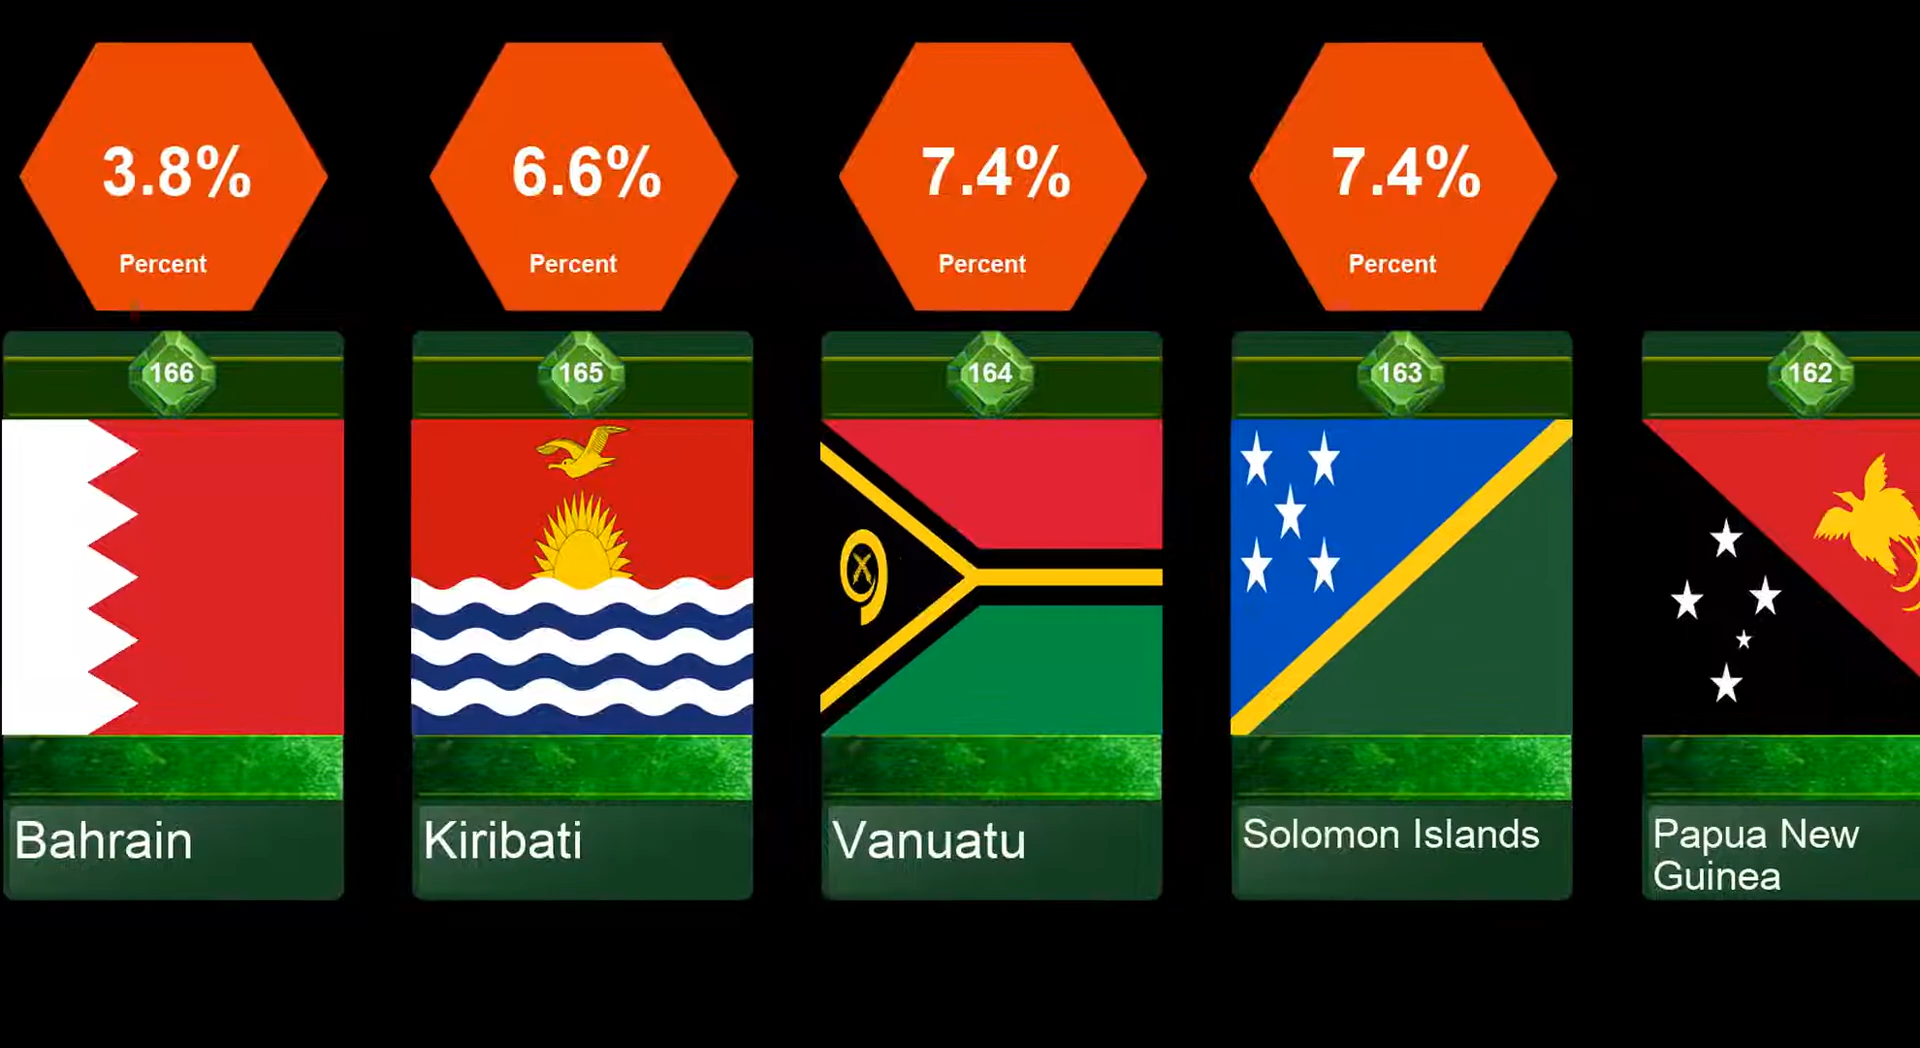 3.8%
Percent
6.6%
Percent
7.4%
Percent
7.4%
Percent
166
165
164
163
162
Bahrain
Kiribati
Vanuatu
Solomon Islands
Papua New
Guinea